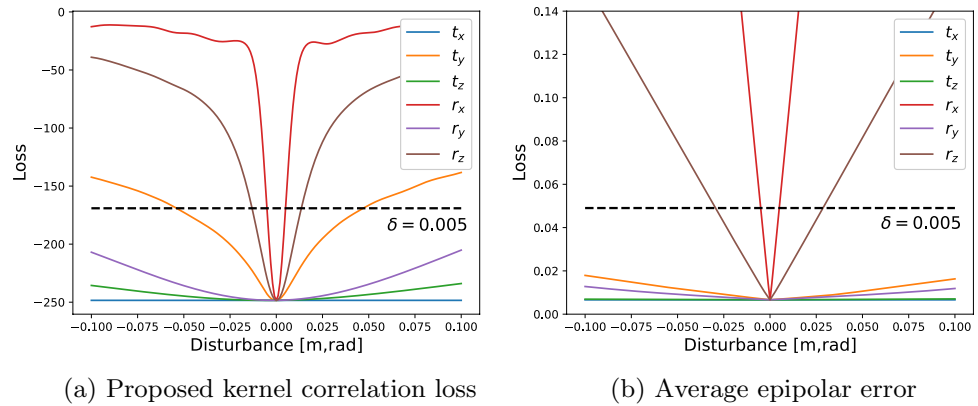 0
−50
−100
−150
−200
−250
Loss
−0.100 −0.075 −0.050 −0.025 0.000 0.025 0.050 0.075 0.100
Disturbance [m,rad]
t_x
t_y
t_z
r_x
r_y
r_z
δ = 0.005
(a) Proposed kernel correlation loss
0.14
0.12
0.10
0.08
0.06
0.04
0.02
0.00
Loss
−0.100 −0.075 −0.050 −0.025 0.000 0.025 0.050 0.075 0.100
Disturbance [m,rad]
t_x
t_y
t_z
r_x
r_y
r_z
δ = 0.005
(b) Average epipolar error